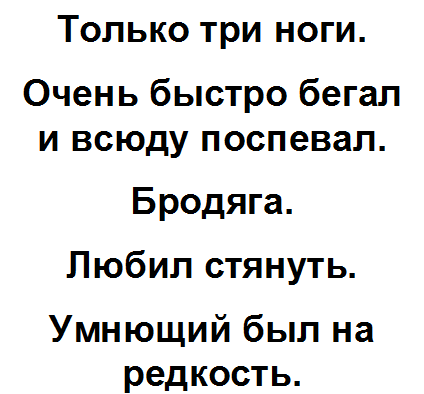 Только три ноги.
Очень быстро бегал
и всюду поспевал.
Бродяга.
Любил стянуть.
Умнющий был на
редкость.